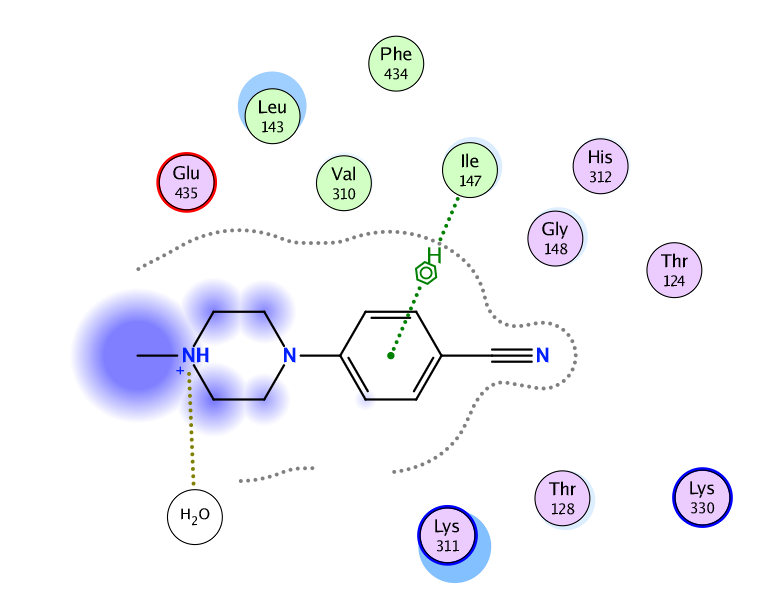 Phe
434
Leu
143
His
312
Ile
147
Glu
435
Val
310
Gly
148
H
Thr
124
NH
+
N
N
Thr
128
Lys
330
H2O
Lys
311